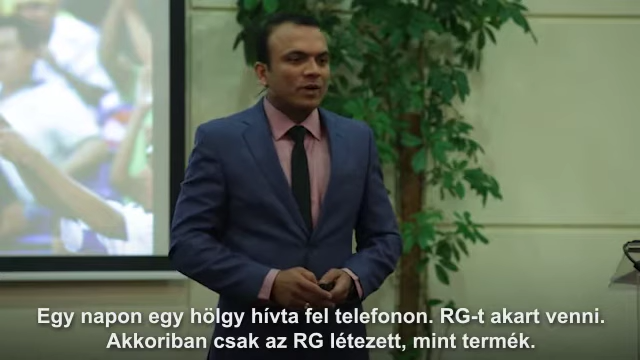 Egy napon egy hölgy hívta fel telefonon. RG-t akart venni.
Akkoriban csak az RG létezett, mint termék.